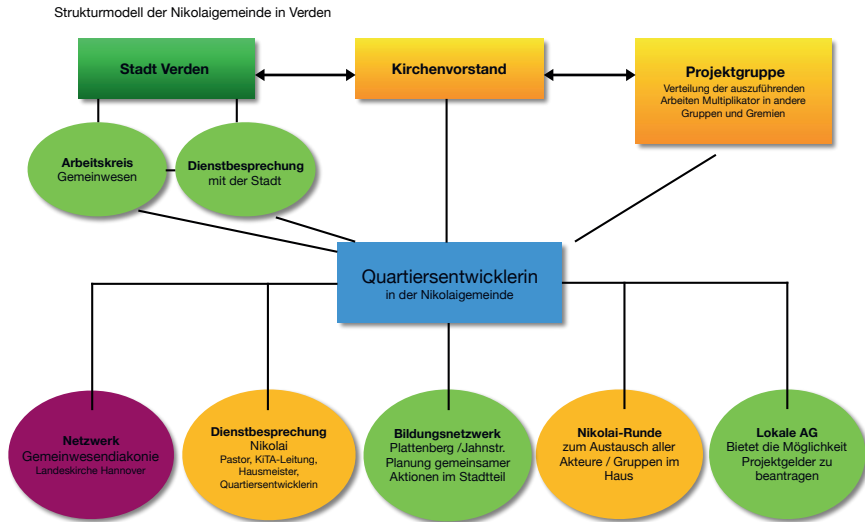 Strukturmodell der Nikolaigemeinde in Verden
Stadt Verden
Kirchenvorstand
Projektgruppe
Verteilung der auszuführenden
Arbeiten Multiplikator in andere
Gruppen und Gremien
Arbeitskreis
Gemeinwesen
Dienstbesprechung
mit der Stadt
Quartiersentwicklerin
in der Nikolaigemeinde
Netzwerk
Gemeinwesendiakonie
Landeskirche Hannover
Dienstbesprechung
Nikolai
Pastor, KiTA-Leitung,
Hausmeister,
Quartiersentwicklerin
Bildungsnetzwerk
Plattenberg /Jahnstr.
Planung gemeinsamer
Aktionen im Stadtteil
Nikolai-Runde
zum Austausch aller
Akteure / Gruppen im
Haus
Lokale AG
Bietet die Möglichkeit
Projektgelder zu
beantragen